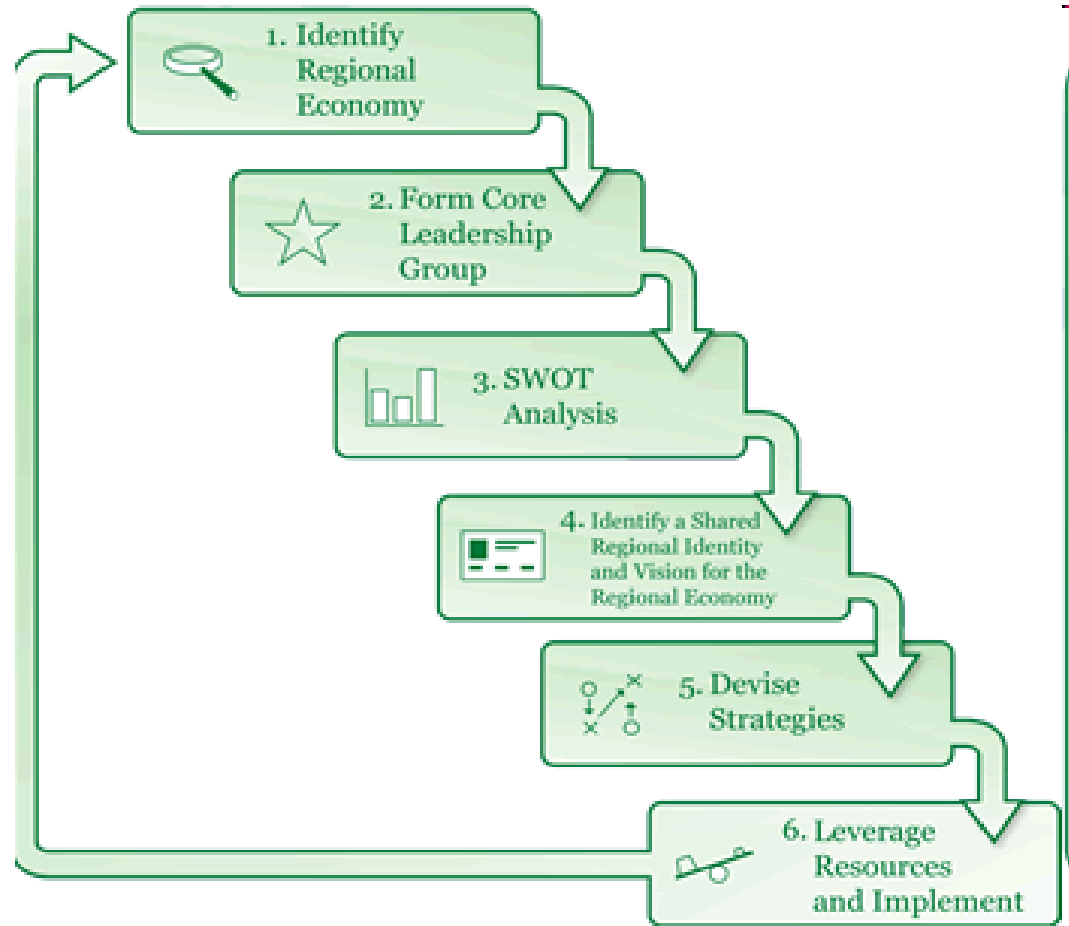 1. Identify
Regional
Economy
2. Form Core
Leadership
Group
3. SWOT
Analysis
4. Identify a Shared
Regional Identity
and Vision for the
Regional Economy
5. Devise
Strategies
6. Leverage
Resources
and Implement